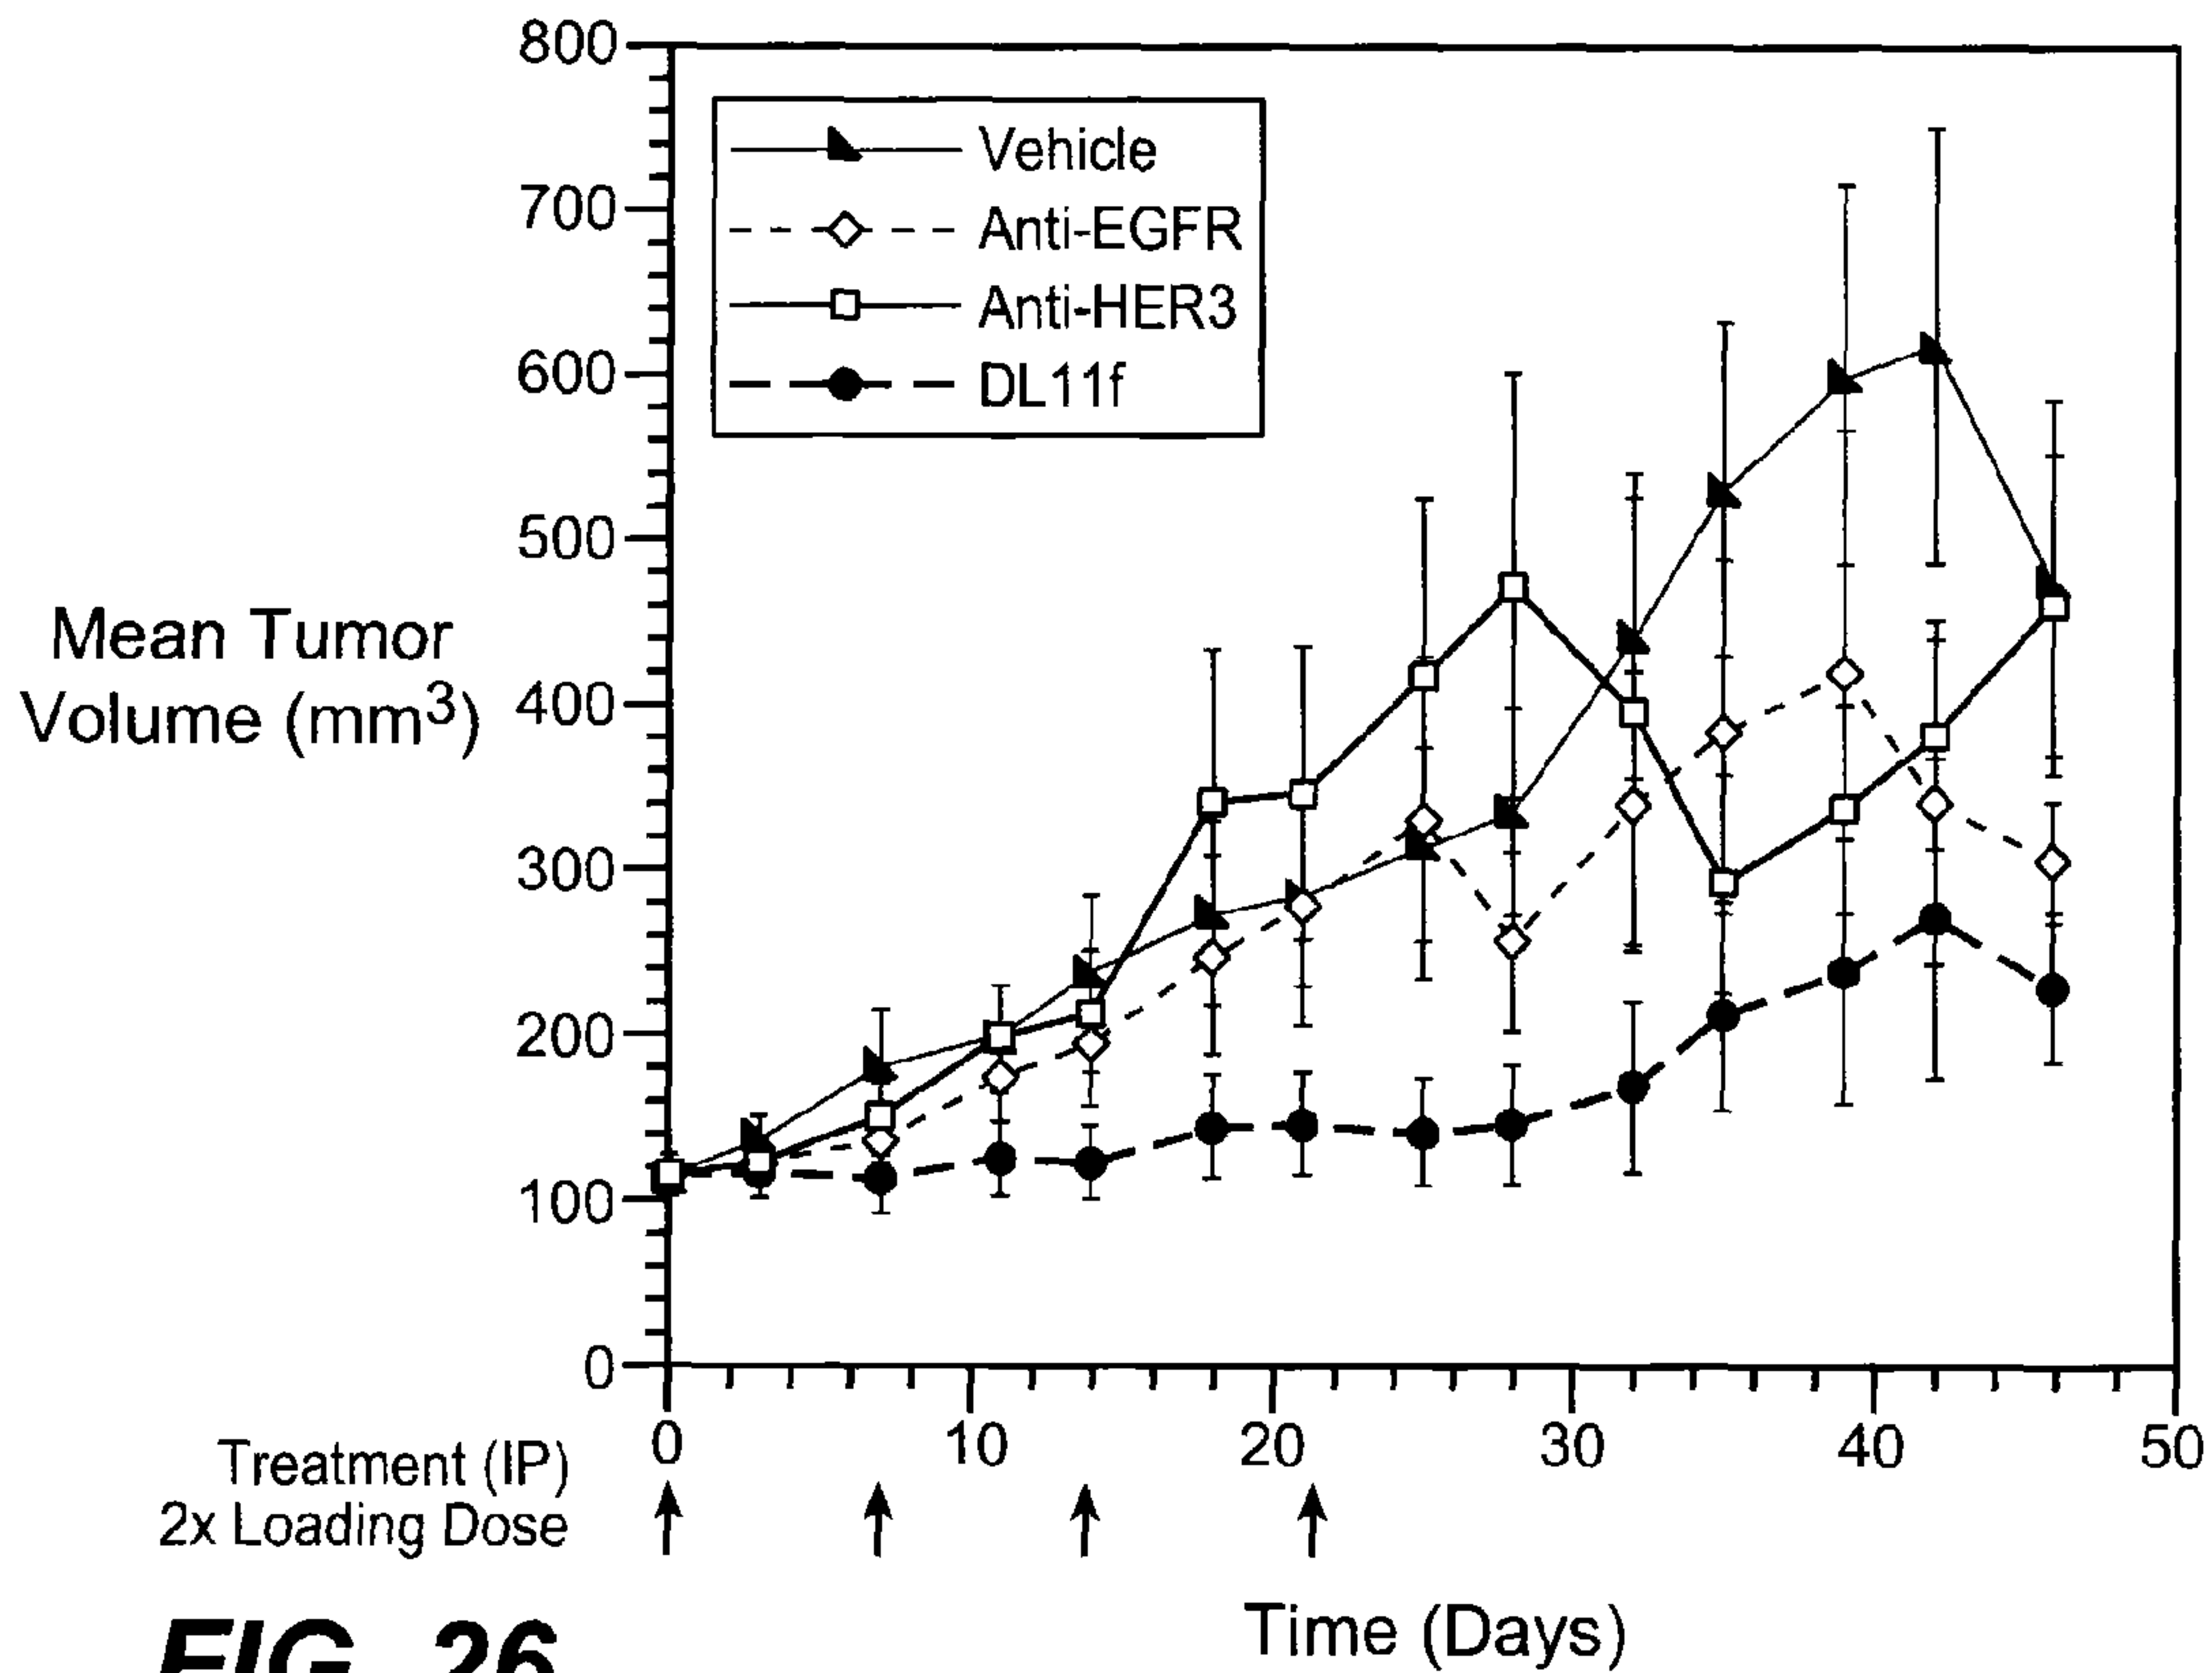 800
700
600
500
400
300
200
100
0
Mean Tumor
Volume (mm³)
Vehicle
Anti-EGFR
Anti-HER3
DL11f
0 10 20 30 40 50
Treatment (IP)
2x Loading Dose
Time (Days)
FIG. 26